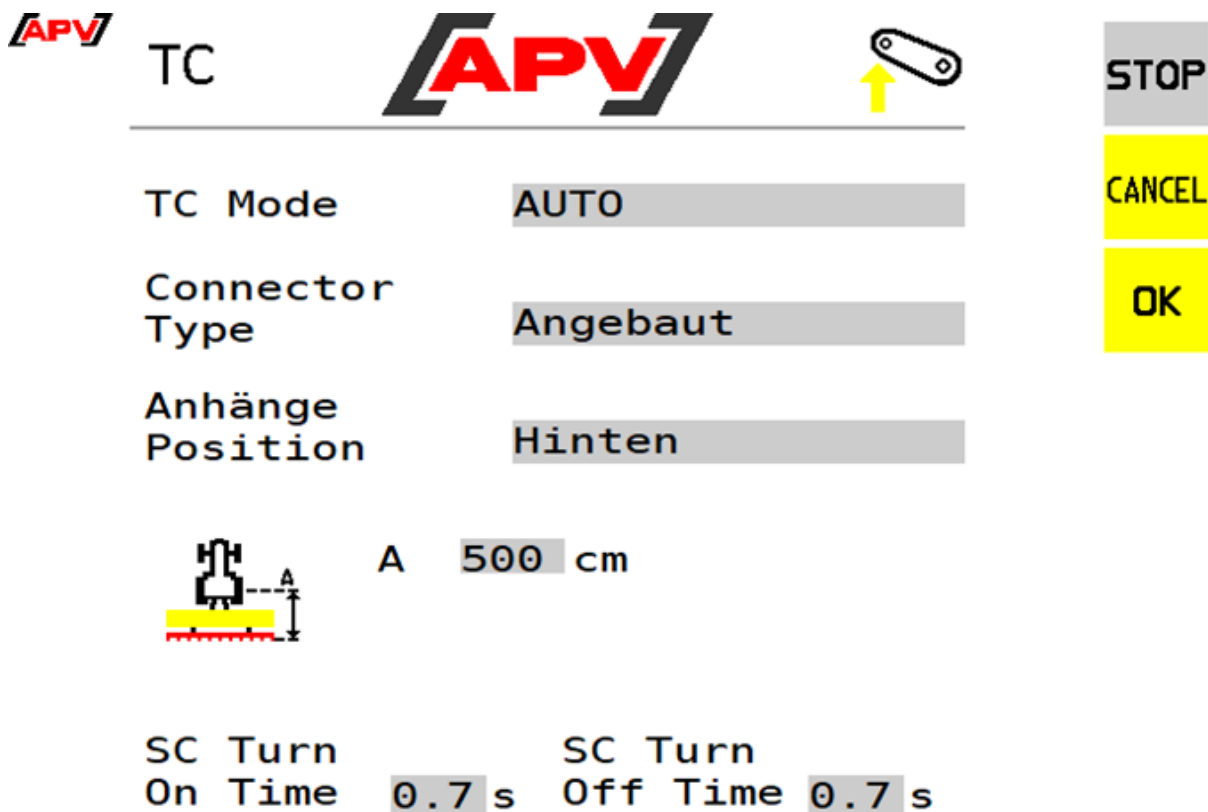 APV
TC
APV
STOP
TC Mode
AUTO
CANCEL
Connector
Type
Angebaut
OK
Anhänge
Position
Hinten
A 500 cm
A
SC Turn
On Time 0.7 s
SC Turn
Off Time 0.7 s